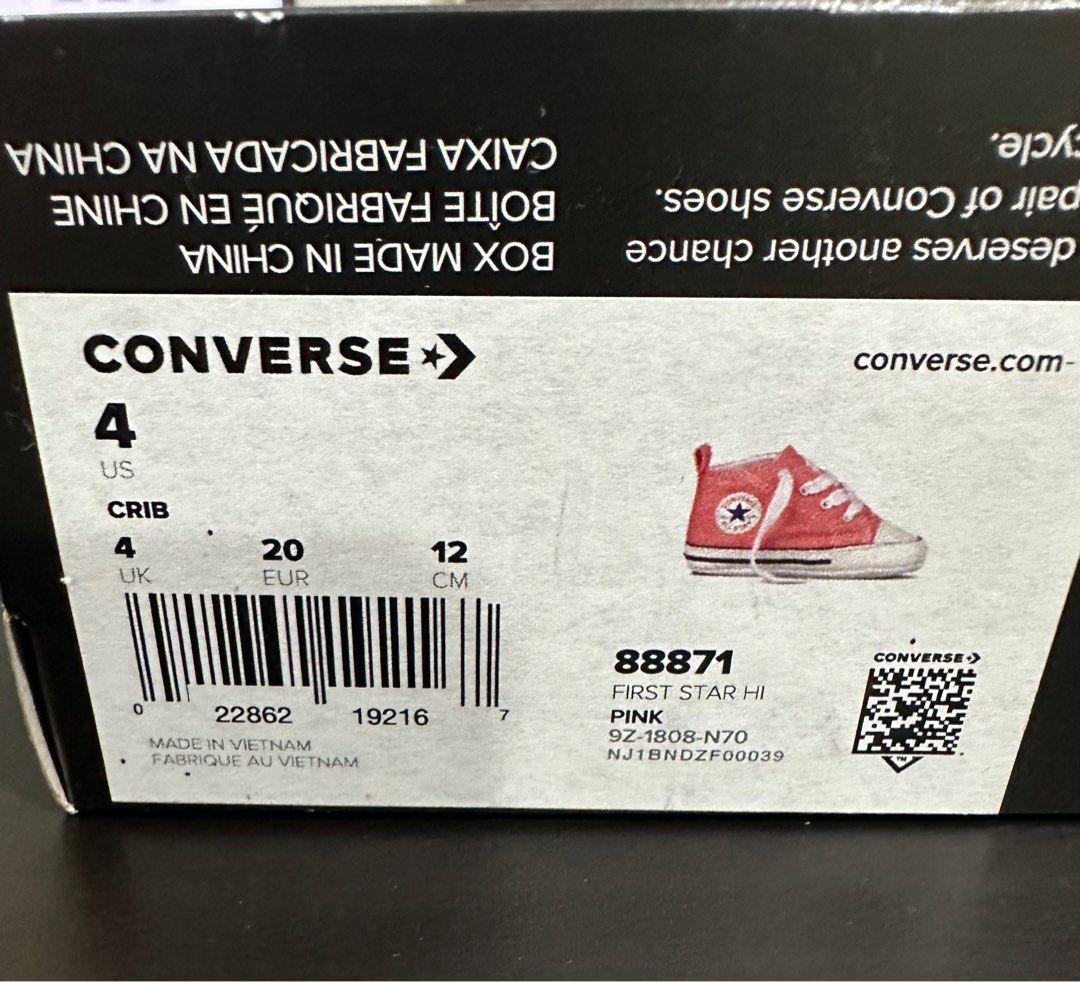 BOX MADE IN CHINA
BOÎTE FABRIQUÉ EN CHINE
CAIXA FABRICADA NA CHINA
deserves another chance
pair of Converse shoes.
CONVERSE
converse.com
4
US
CRIB
4 20 12
UK EUR CM
0 22862 19216 7
MADE IN VIETNAM
FABRIQUE AU VIETNAM
88871
FIRST STAR HI
PINK
9Z-1808-N70
NJ1BNDZF00039
CONVERSE
TM